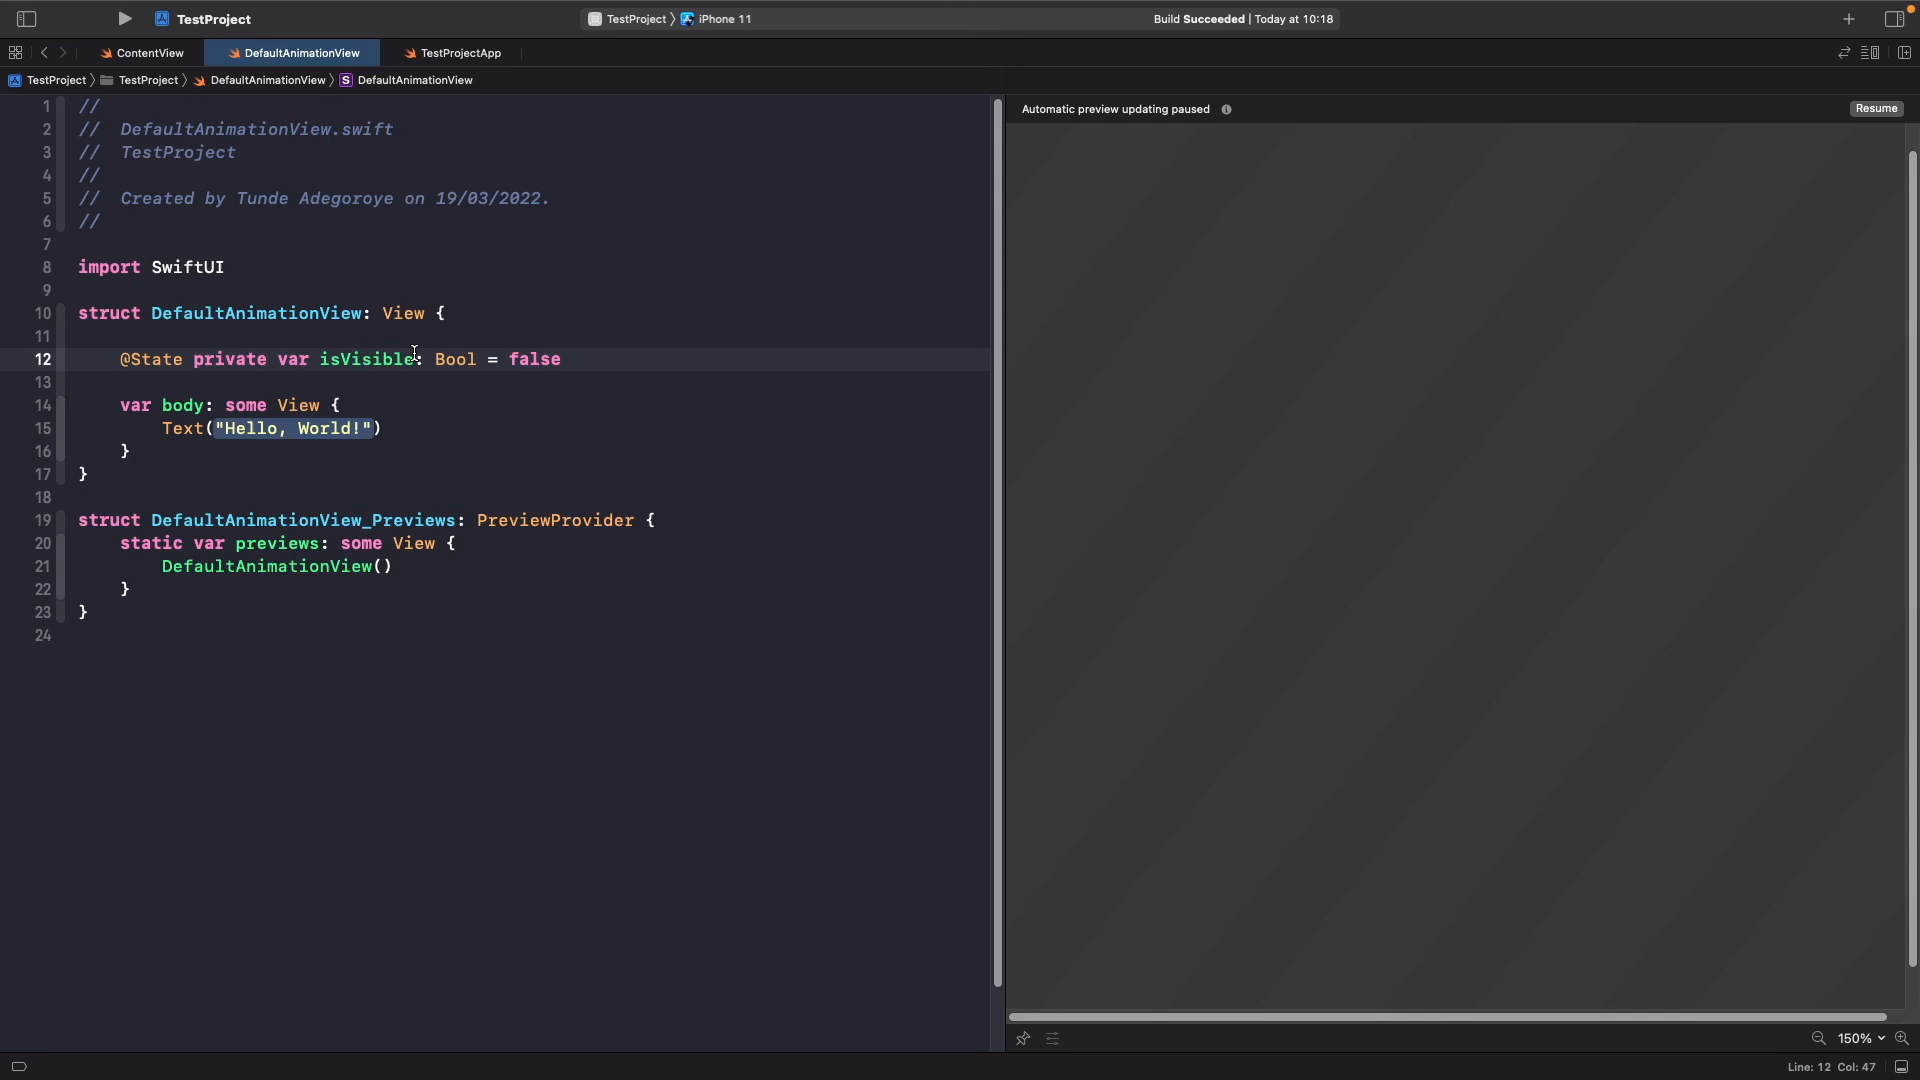 TestProject
TestProject 〉 iPhone 11
Build Succeeded | Today at 10:18
ContentView
DefaultAnimationView
TestProjectApp
TestProject 〉 TestProject 〉 DefaultAnimationView 〉 S DefaultAnimationView
1 //
2 //  DefaultAnimationView.swift
3 //  TestProject
4 //
5 //  Created by Tunde Adegoroye on 19/03/2022.
6 //
7
8 import SwiftUI
9
10 struct DefaultAnimationView: View {
11
12     @State private var isVisible: Bool = false
13
14     var body: some View {
15         Text("Hello, World!")
16     }
17 }
18
19 struct DefaultAnimationView_Previews: PreviewProvider {
20     static var previews: some View {
21         DefaultAnimationView()
22     }
23 }
24
Automatic preview updating paused
Resume
150%
Line: 12 Col: 47